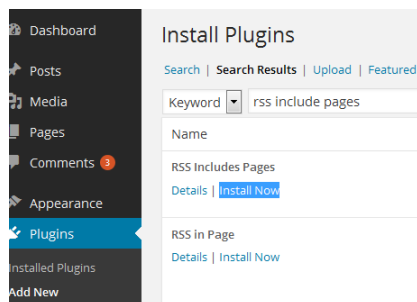 Dashboard
Posts
Media
Pages
Comments 3
Appearance
Plugins
Installed Plugins
Add New
Install Plugins
Search | Search Results | Upload | Featured
Keyword rss include pages
Name
RSS Includes Pages
Details | Install Now
RSS in Page
Details | Install Now